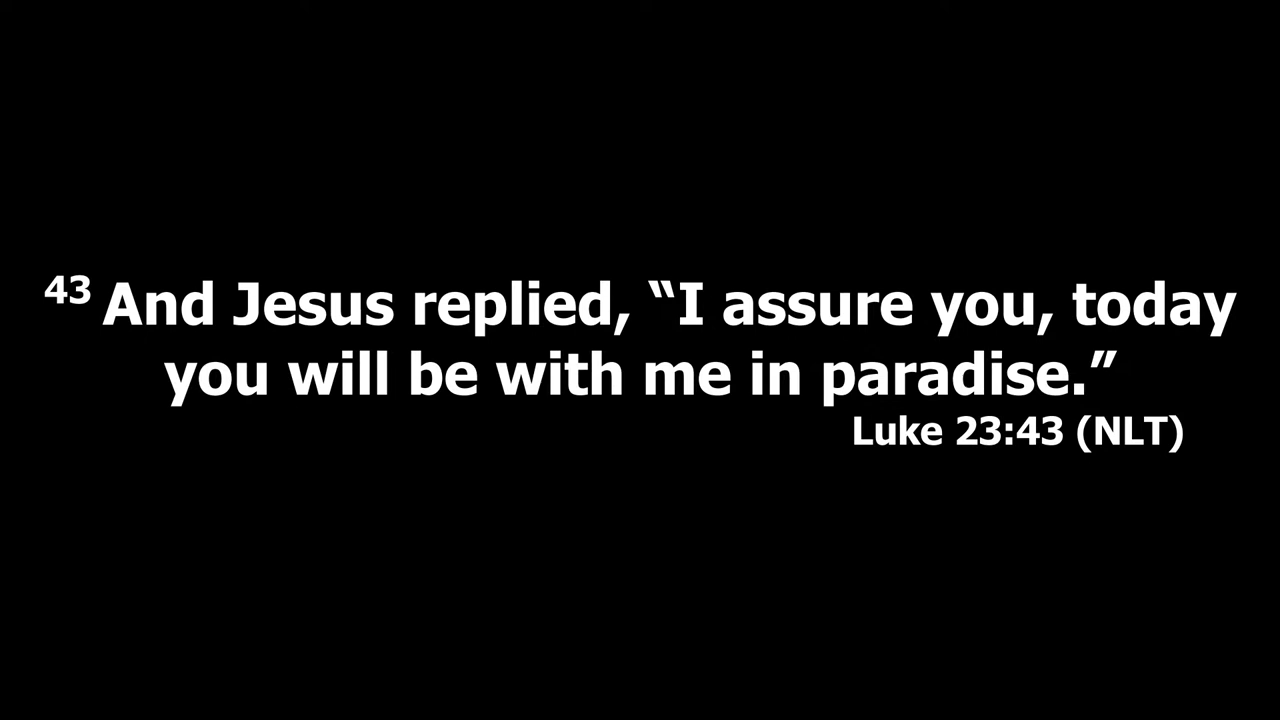 43 And Jesus replied, “I assure you, today
you will be with me in paradise.”
Luke 23:43 (NLT)